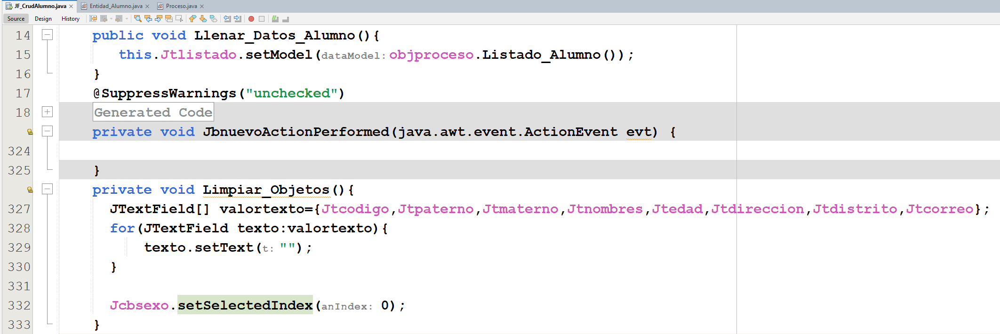 JF_CrudAlumno.java × Entidad_Alumno.java × Proceso.java ×
Source Design History
14 public void Llenar_Datos_Alumno(){
15 this.Jtlistado.setModel(dataModel: objproceso.Listado_Alumno());
16 }
17 @SuppressWarnings("unchecked")
18 Generated Code
private void JbnuevoActionPerformed(java.awt.event.ActionEvent evt) {
324
325 }
private void Limpiar_Objetos(){
327 JTextField[] valortexto={Jtcodigo,Jtpaterno,Jtmaterno,Jtnombres,Jtedad,Jtdireccion,Jtdistrito,Jtcorreo};
328 for(JTextField texto:valortexto){
329 texto.setText(t: "");
330 }
331
332 Jcbsexo.setSelectedIndex(anIndex: 0);
333 }